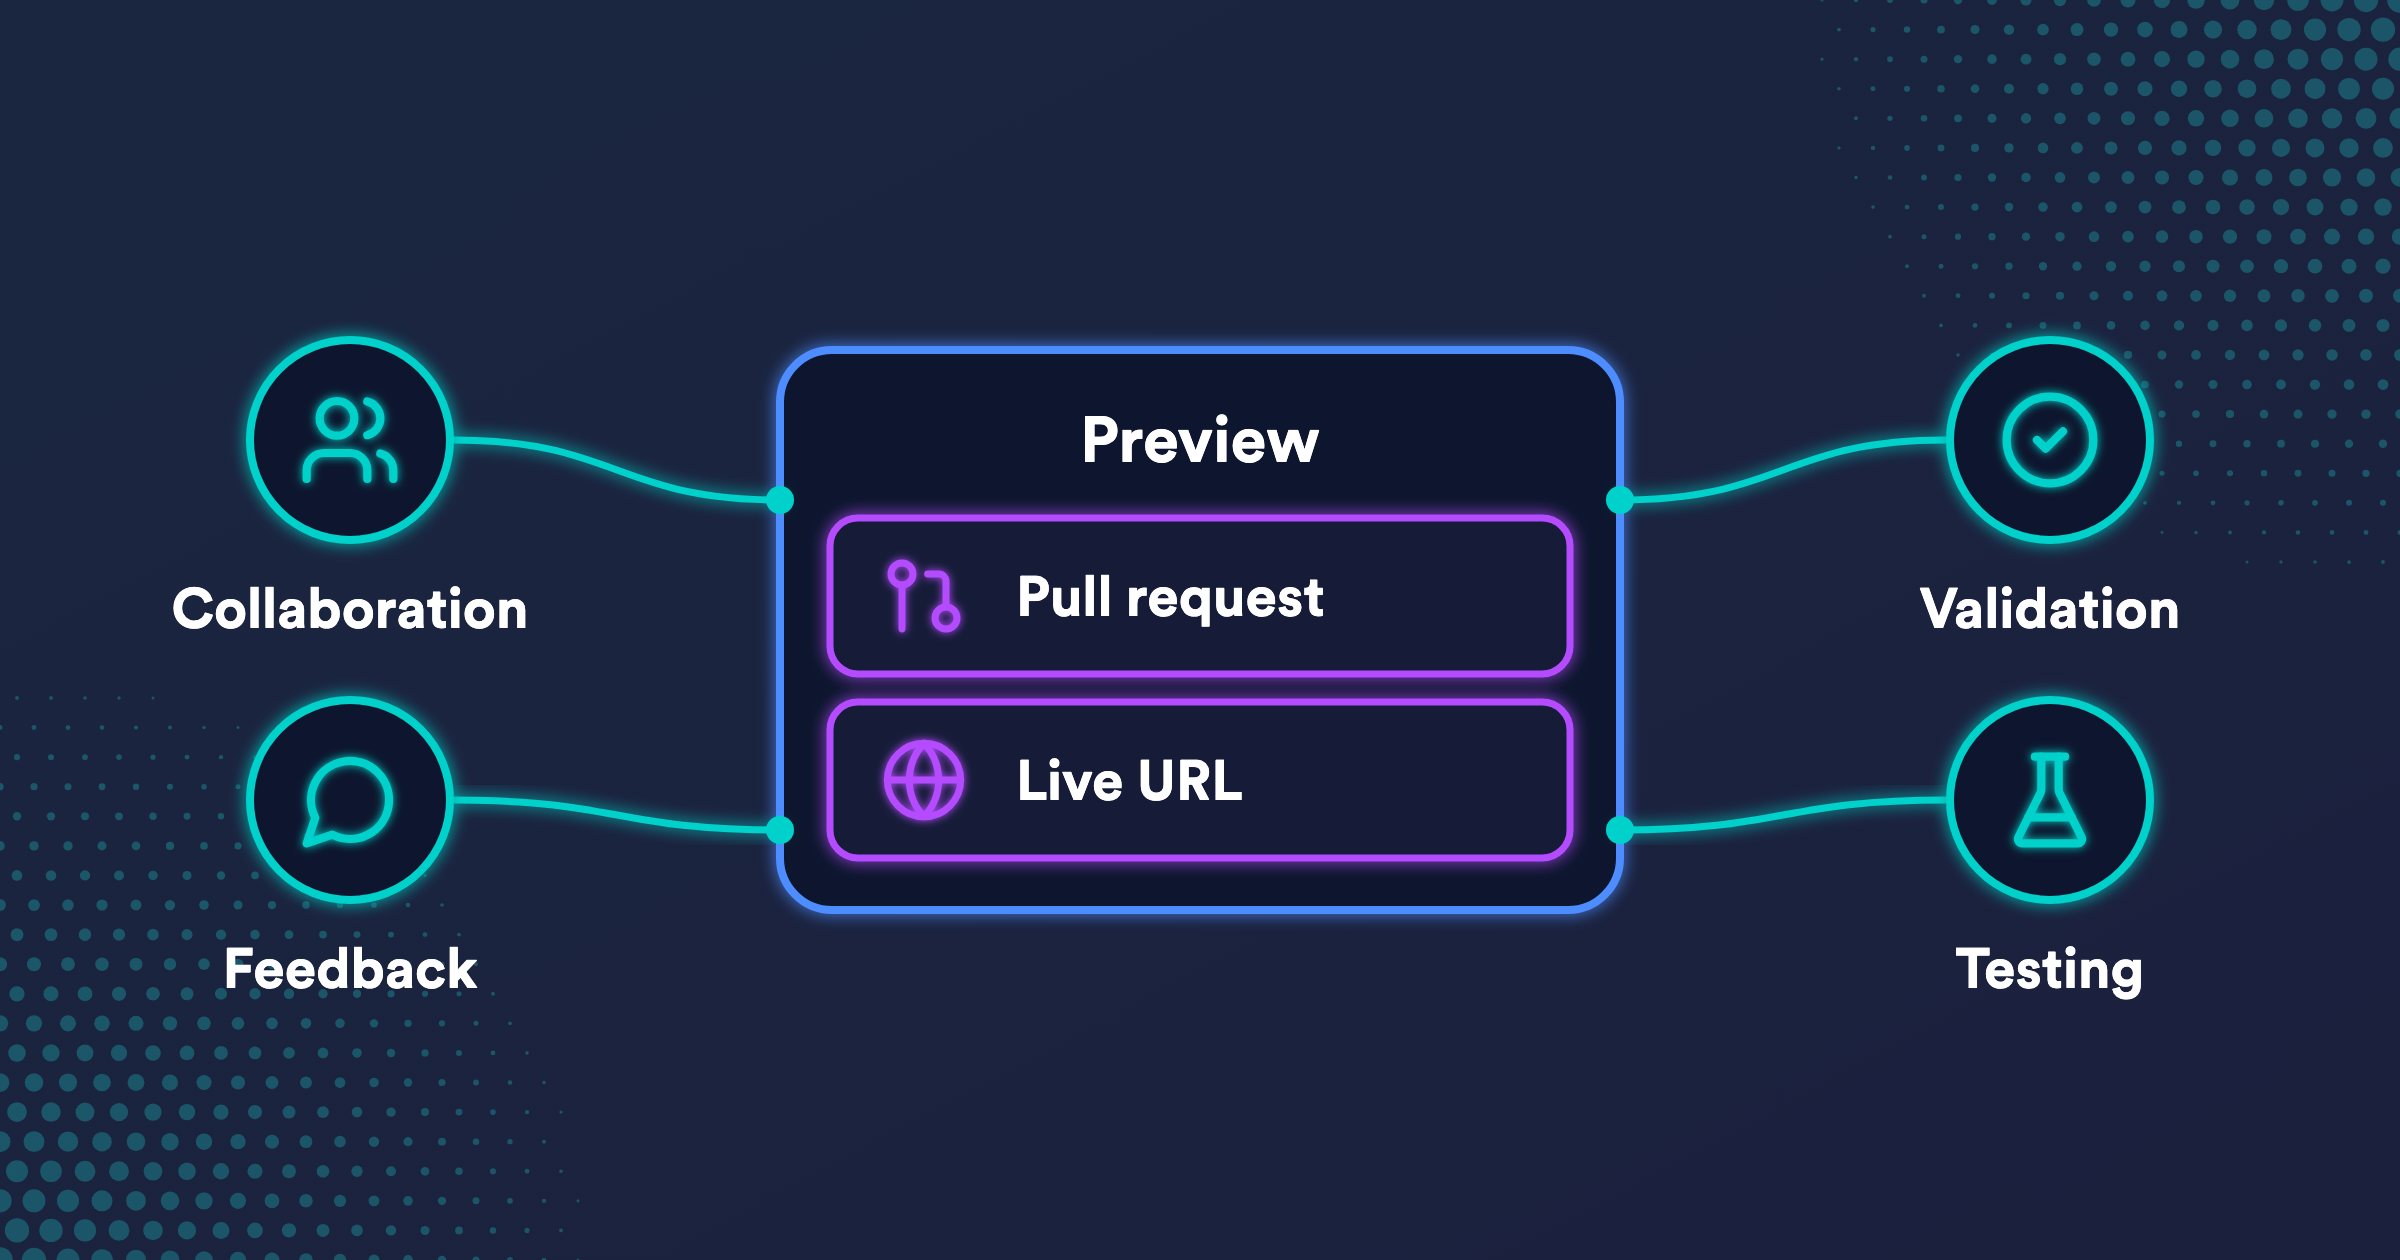 Preview
Collaboration
Pull request
Validation
Live URL
Feedback
Testing